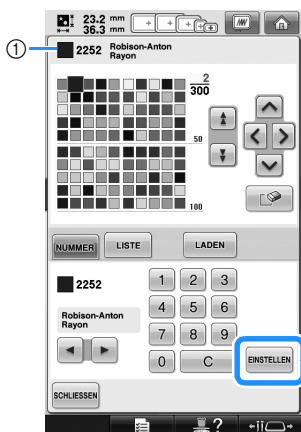 23.2 mm
36.3 mm
①
2252 Robison-Anton
Rayon
2
300
50
100
NUMMER
LISTE
LADEN
2252
Robison-Anton
Rayon
1 2 3
4 5 6
7 8 9
0 C
EINSTELLEN
SCHLIESSEN
?